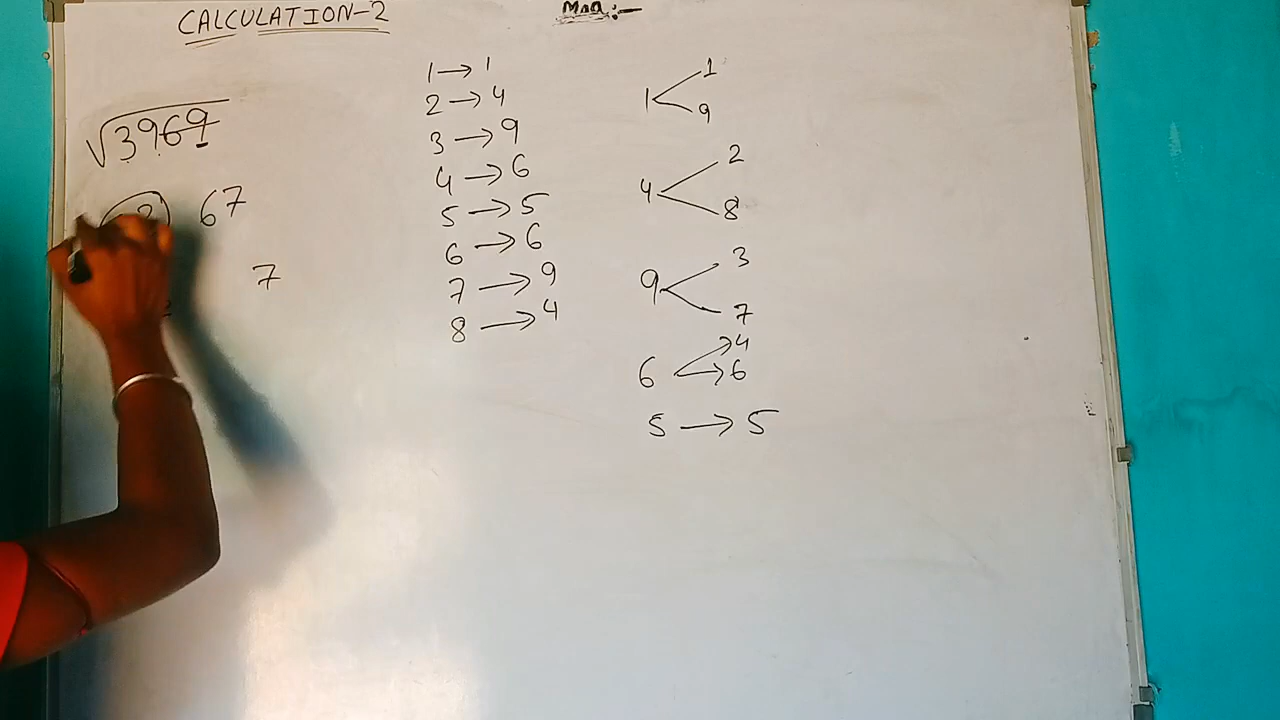 CALCULATION-2
Moa:-
√3969
67
7
1→1
2→4
3→9
4→6
5→5
6→6
7→9
8→4
1 < 1
9
4 < 2
8
9 < 3
7
6 → 4
→ 6
5 → 5